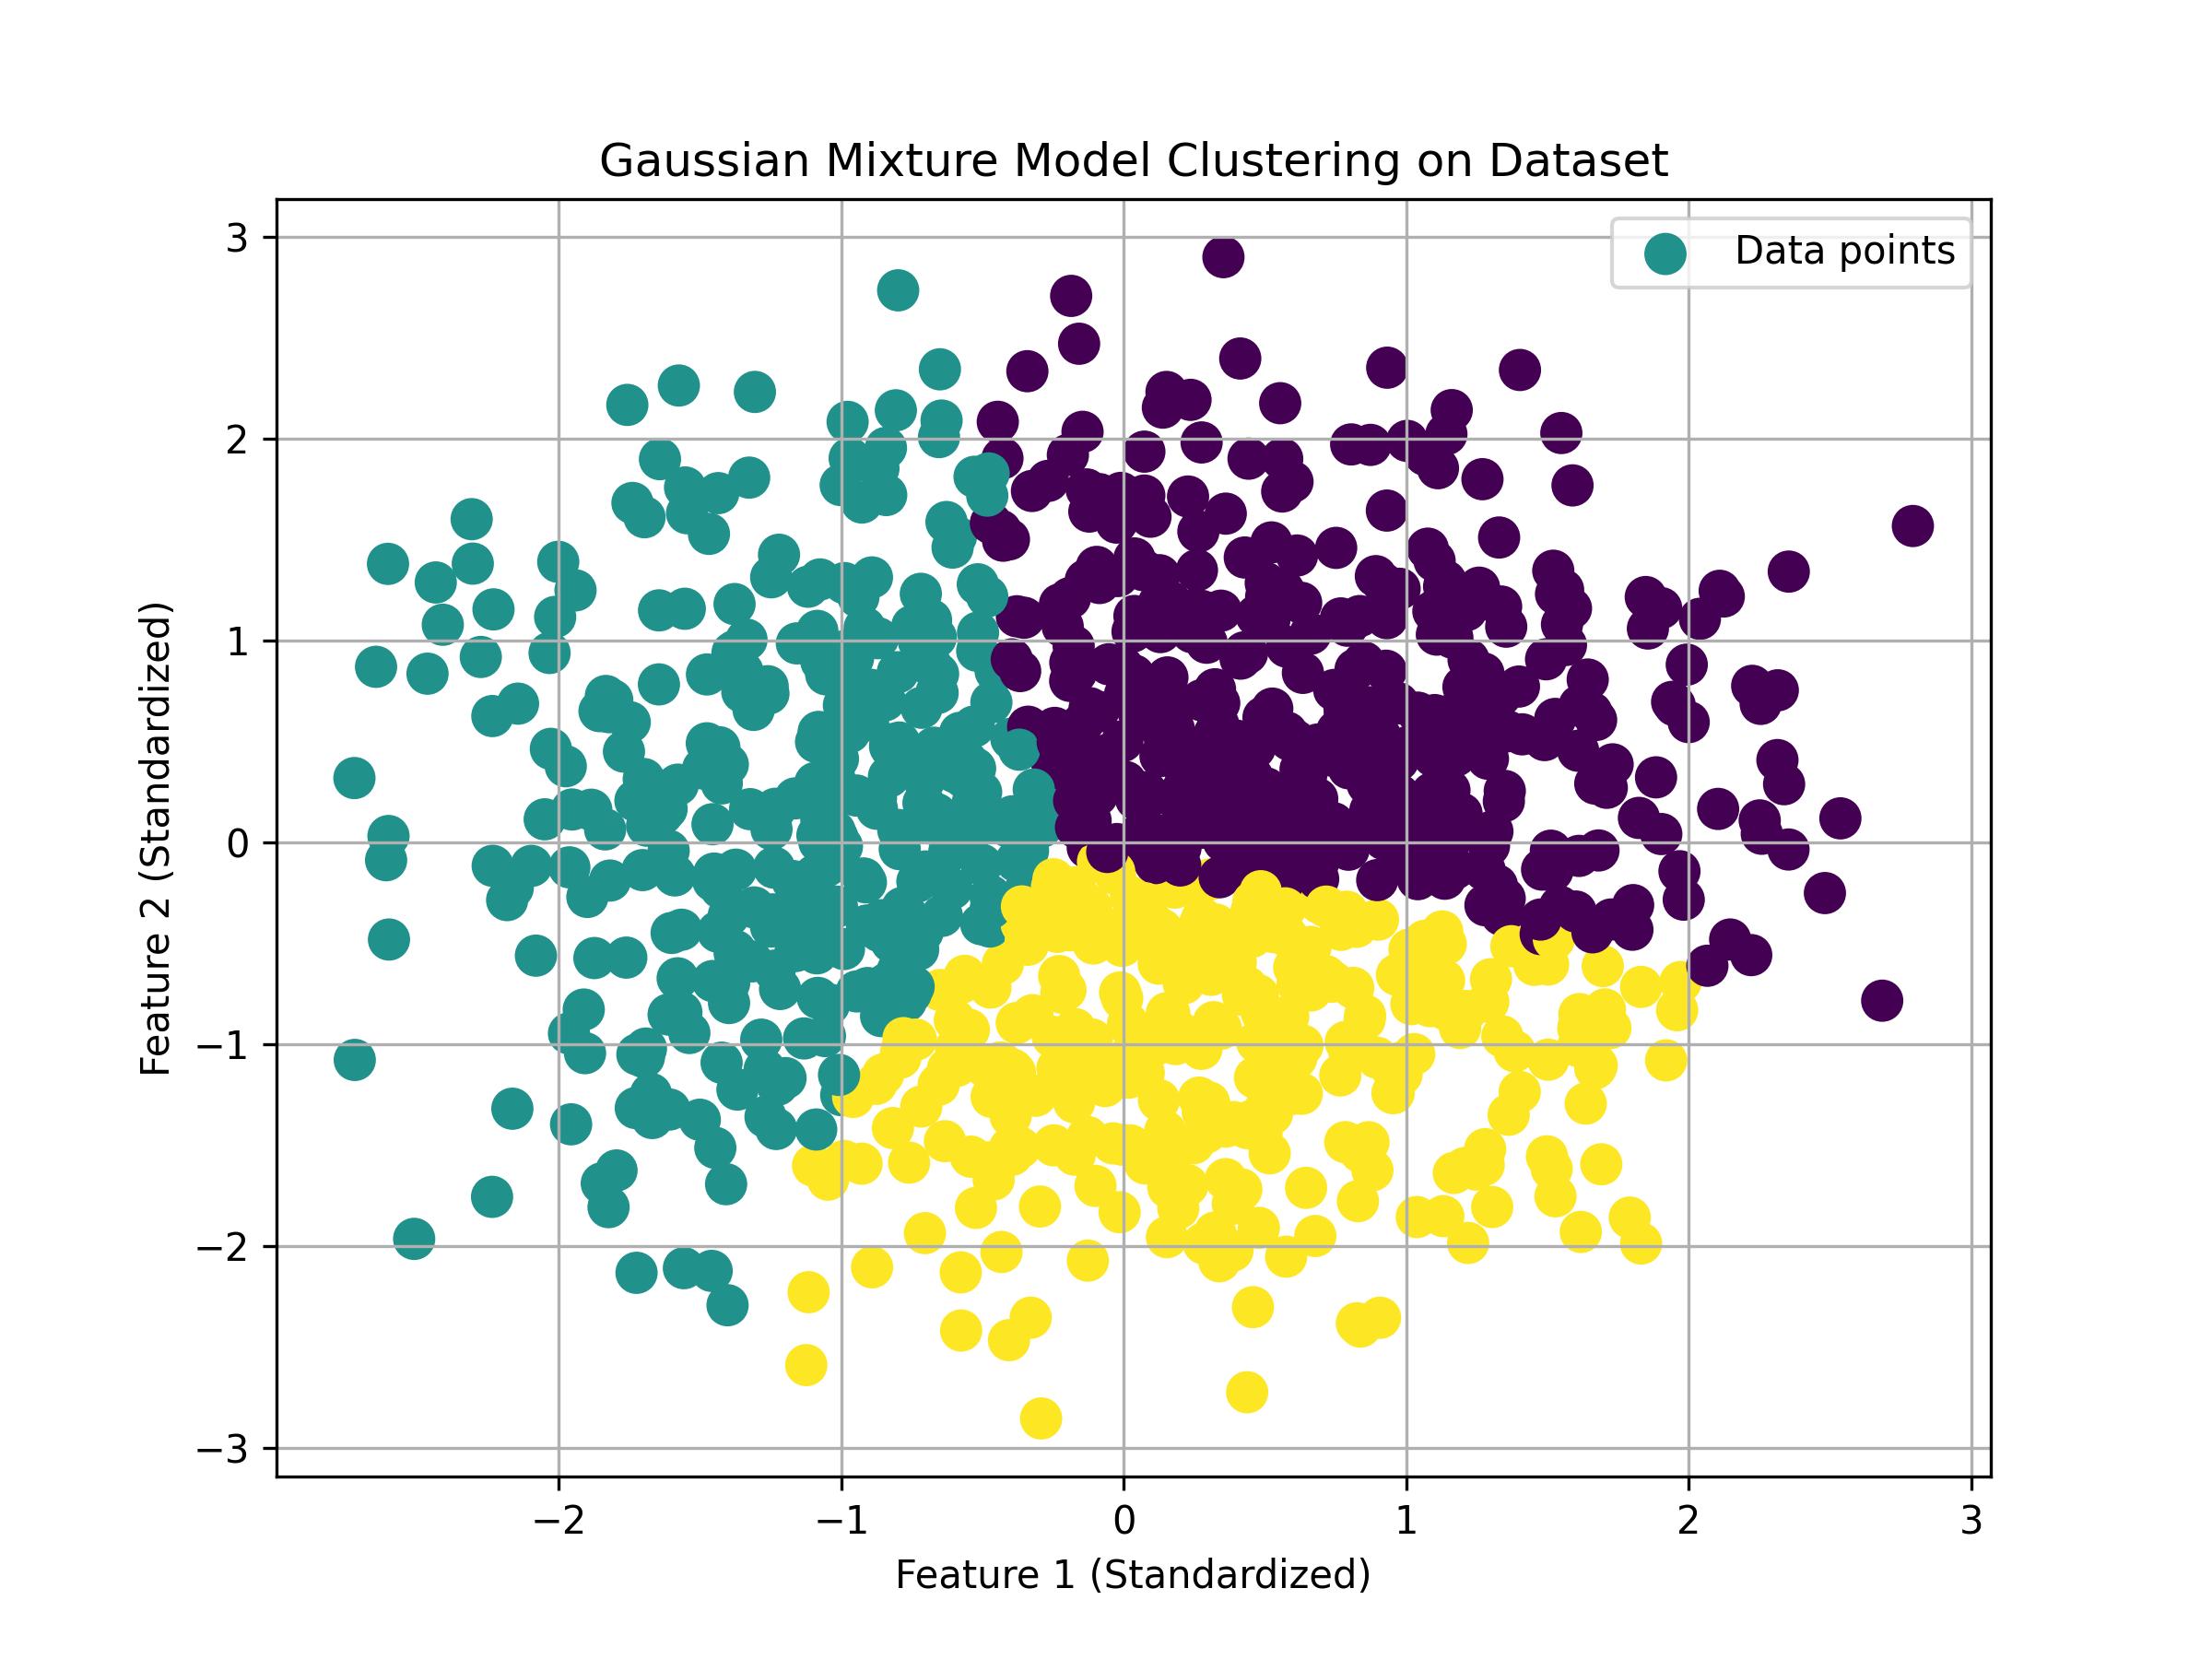 Gaussian Mixture Model Clustering on Dataset
Data points
3
2
1
0
−1
−2
−3
Feature 2 (Standardized)
−2 −1 0 1 2 3
Feature 1 (Standardized)